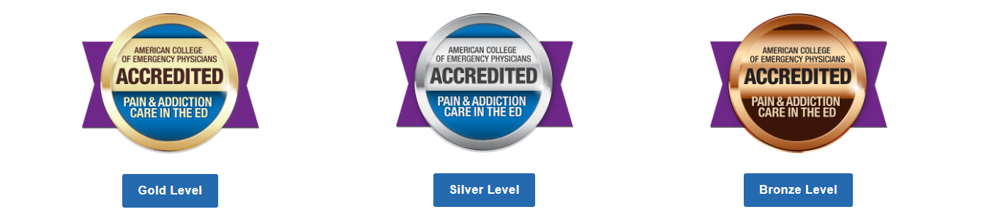 AMERICAN COLLEGE
OF EMERGENCY PHYSICIANS
ACCREDITED
PAIN & ADDICTION
CARE IN THE ED
Gold Level
AMERICAN COLLEGE
OF EMERGENCY PHYSICIANS
ACCREDITED
PAIN & ADDICTION
CARE IN THE ED
Silver Level
AMERICAN COLLEGE
OF EMERGENCY PHYSICIANS
ACCREDITED
PAIN & ADDICTION
CARE IN THE ED
Bronze Level